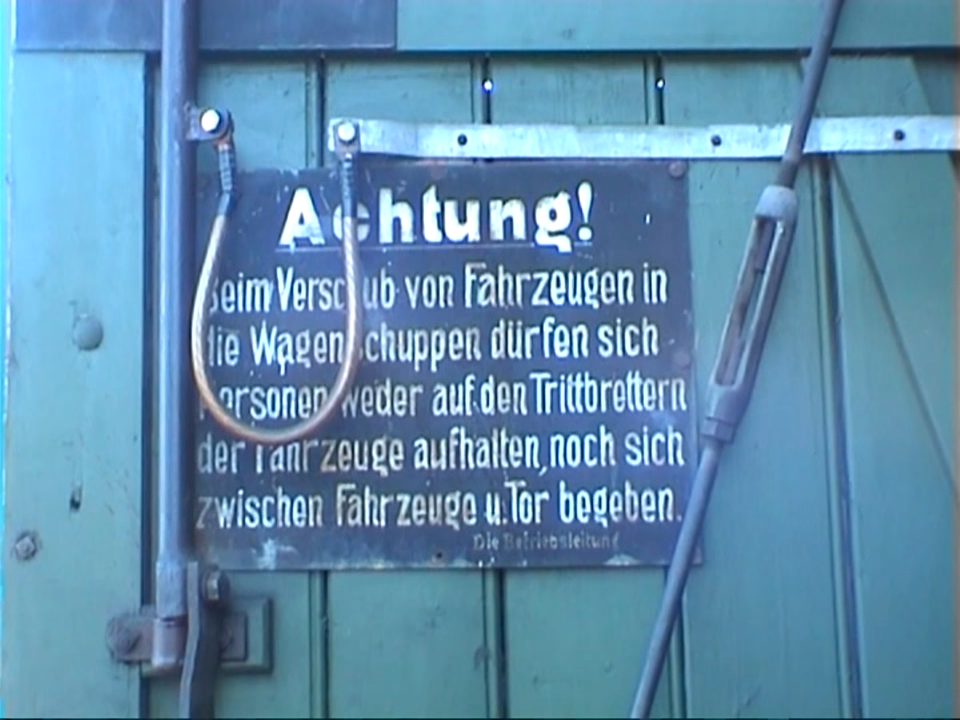 Achtung!
Beim Verschub von Fahrzeugen in
die Wagenschuppen dürfen sich
Personen weder auf den Trittbrettern
der Fahrzeuge aufhalten, noch sich
zwischen Fahrzeuge u. Tor begeben.
Die Betriebsleitung